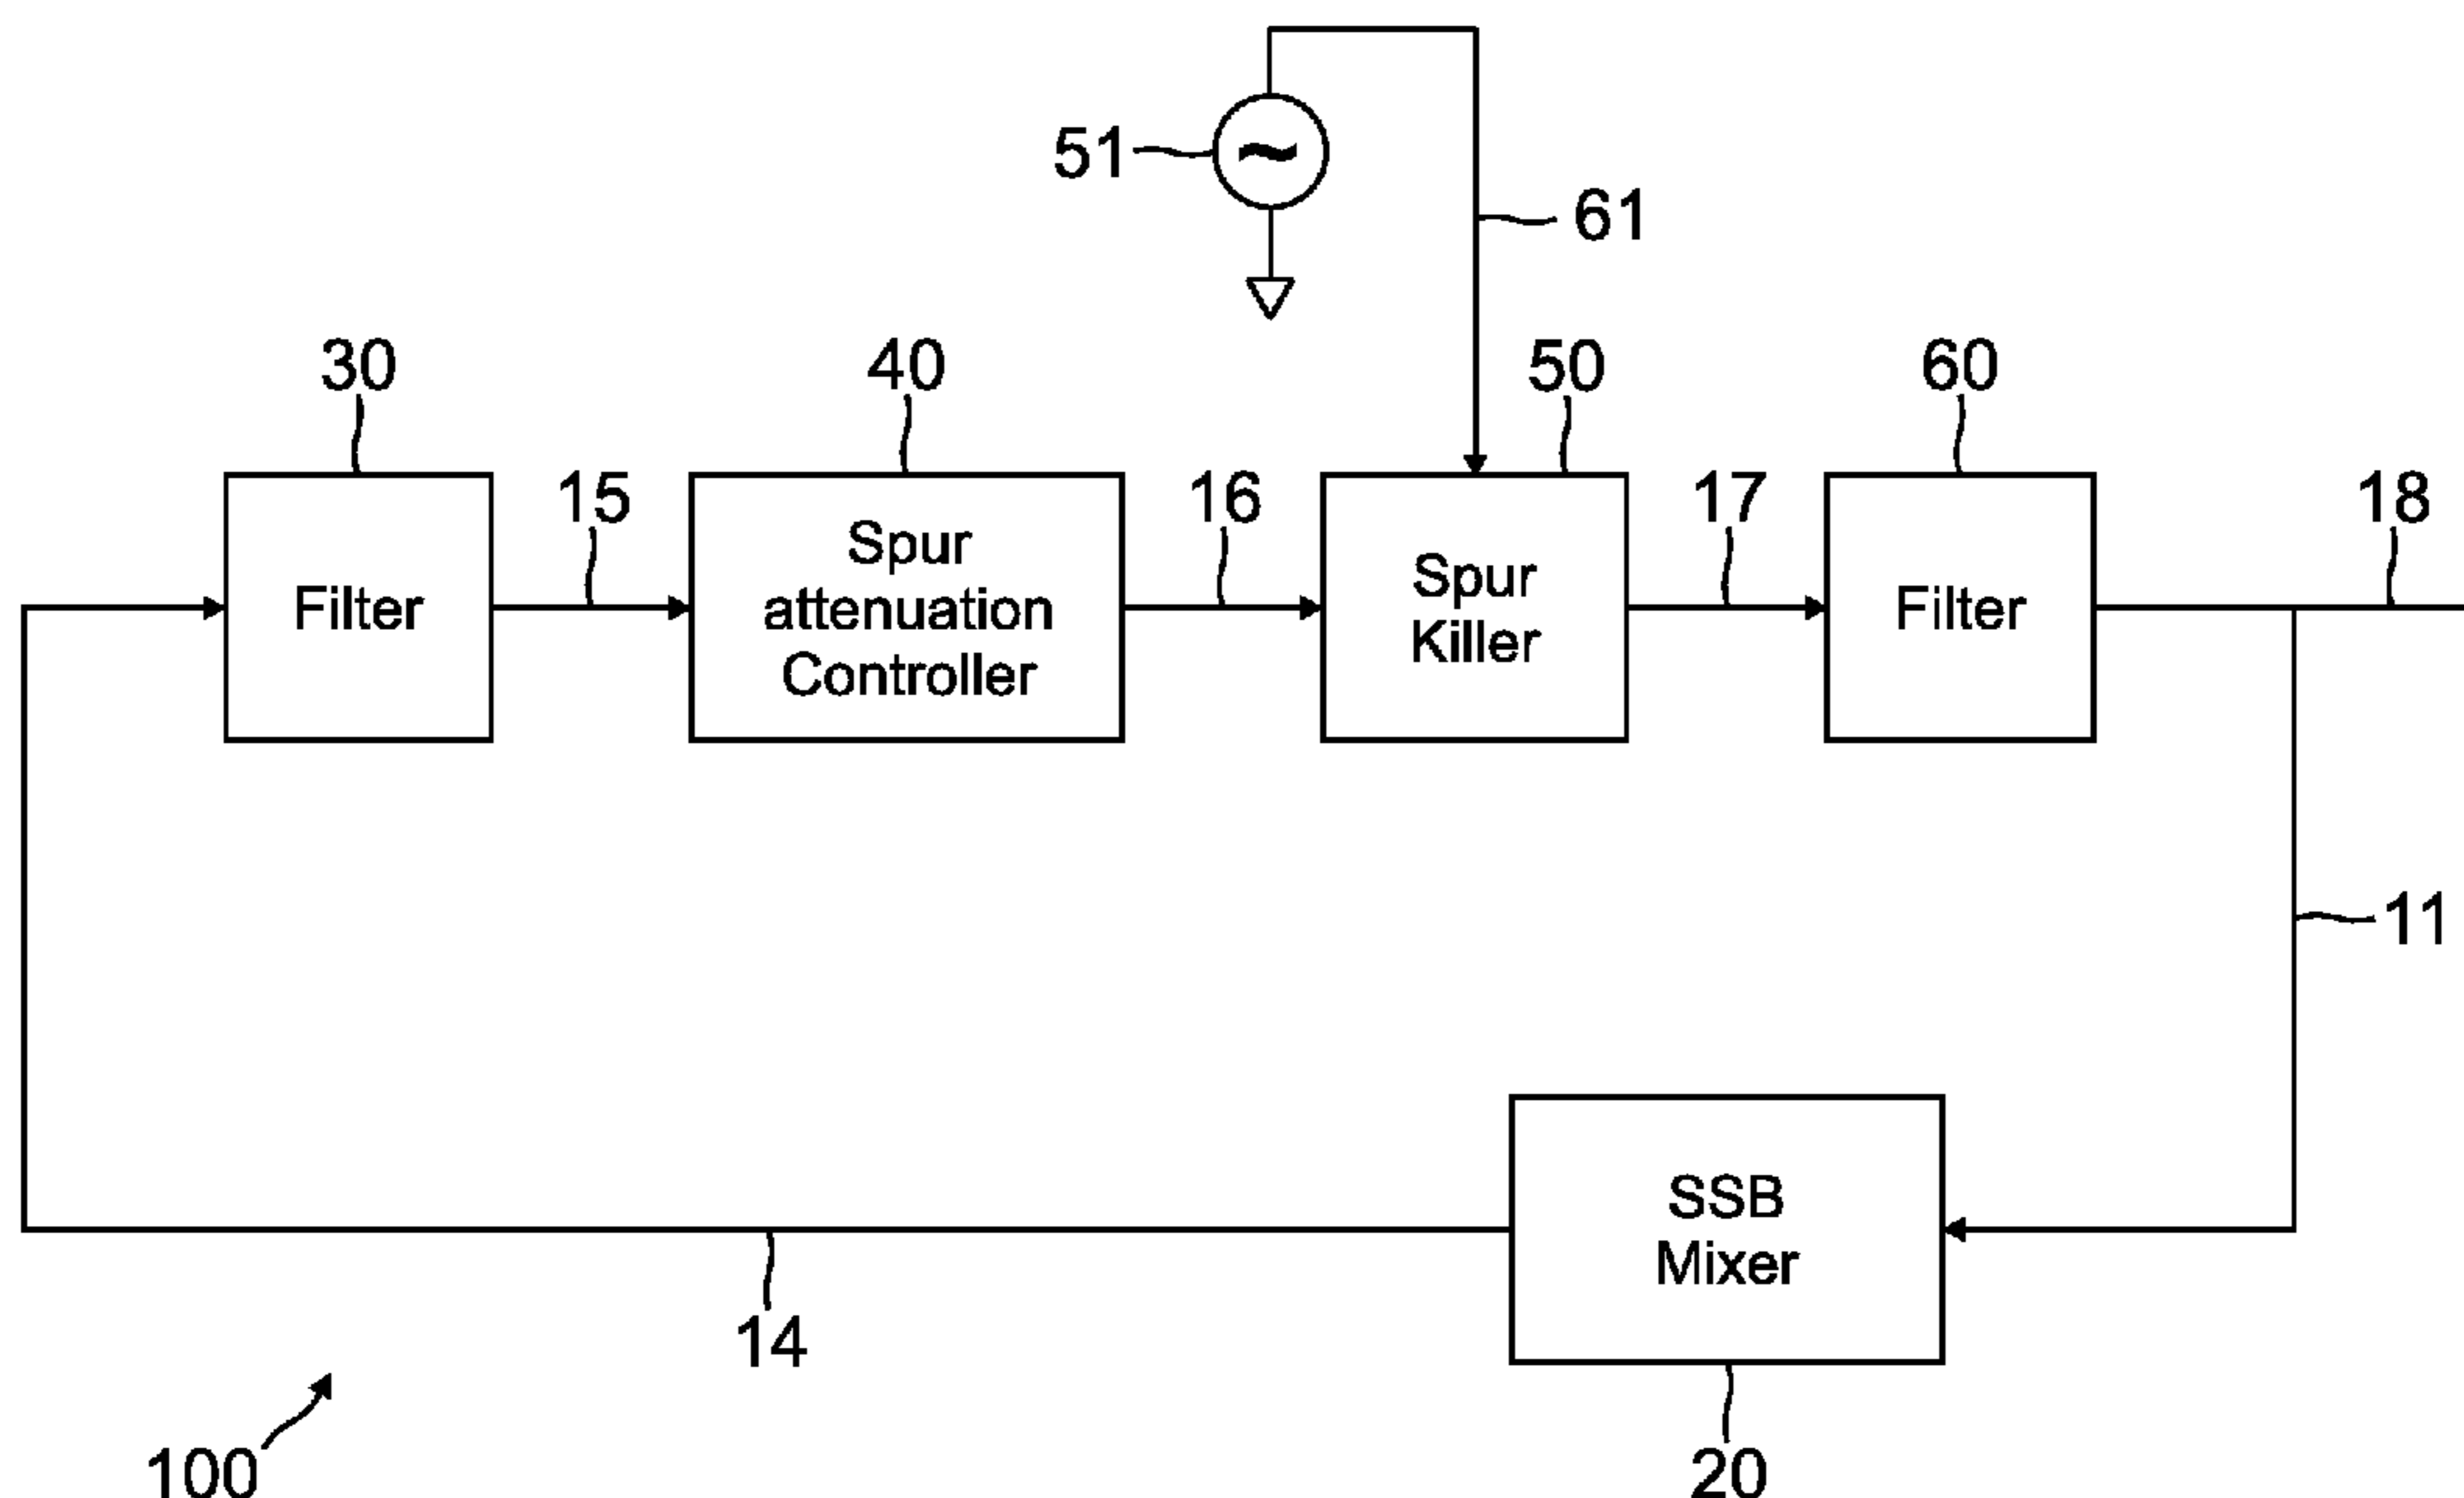 51
61
30
40
50
60
15
16
17
18
Filter
Spur
attenuation
Controller
Spur
Killer
Filter
11
SSB
Mixer
14
100
20